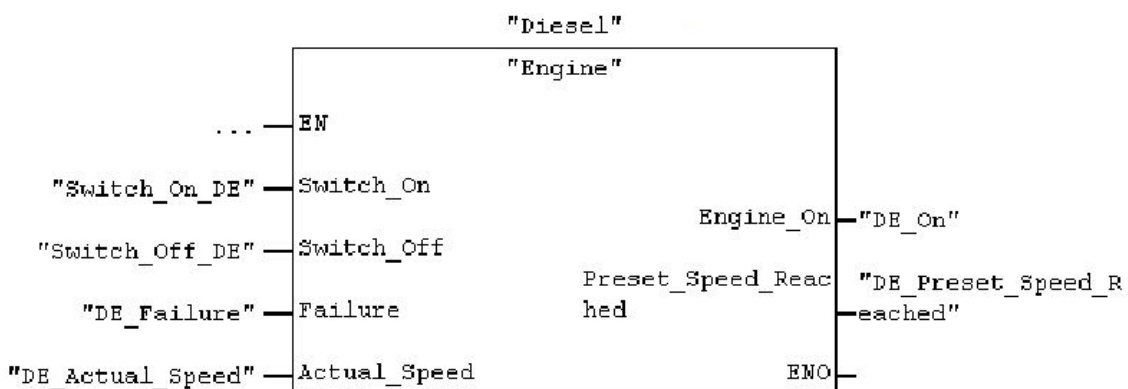 "Diesel"
"Engine"
... EN
"Switch_On_DE" Switch_On
Engine_On "DE_On"
"Switch_Off_DE" Switch_Off
Preset_Speed_Reac "DE_Preset_Speed_R
"DE_Failure" Failure hed eached"
"DE_Actual_Speed" Actual_Speed ENO